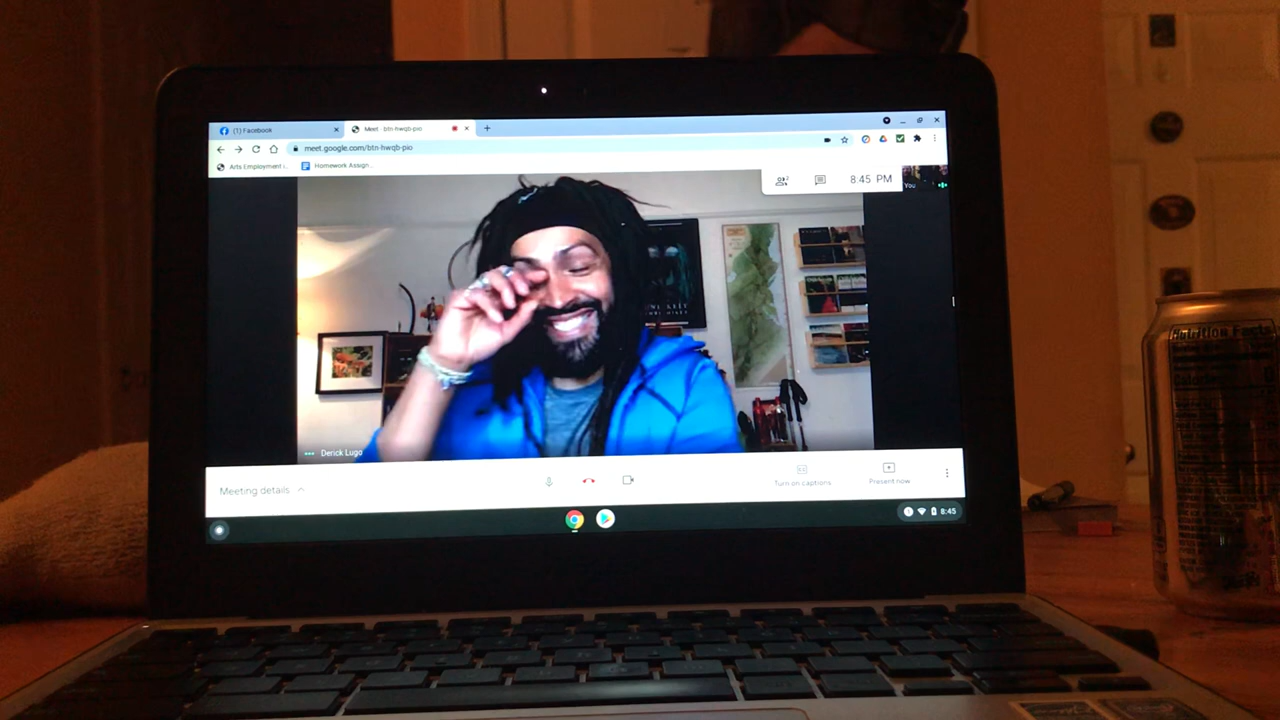 (1) Facebook
Meet - btn-hwqb-pio
meet.google.com/btn-hwqb-pio
Arts Employment i...
Homework Assign...
8:45 PM
You
Derick Lugo
Meeting details
Turn on captions
Present now
8:45
Nutrition Facts